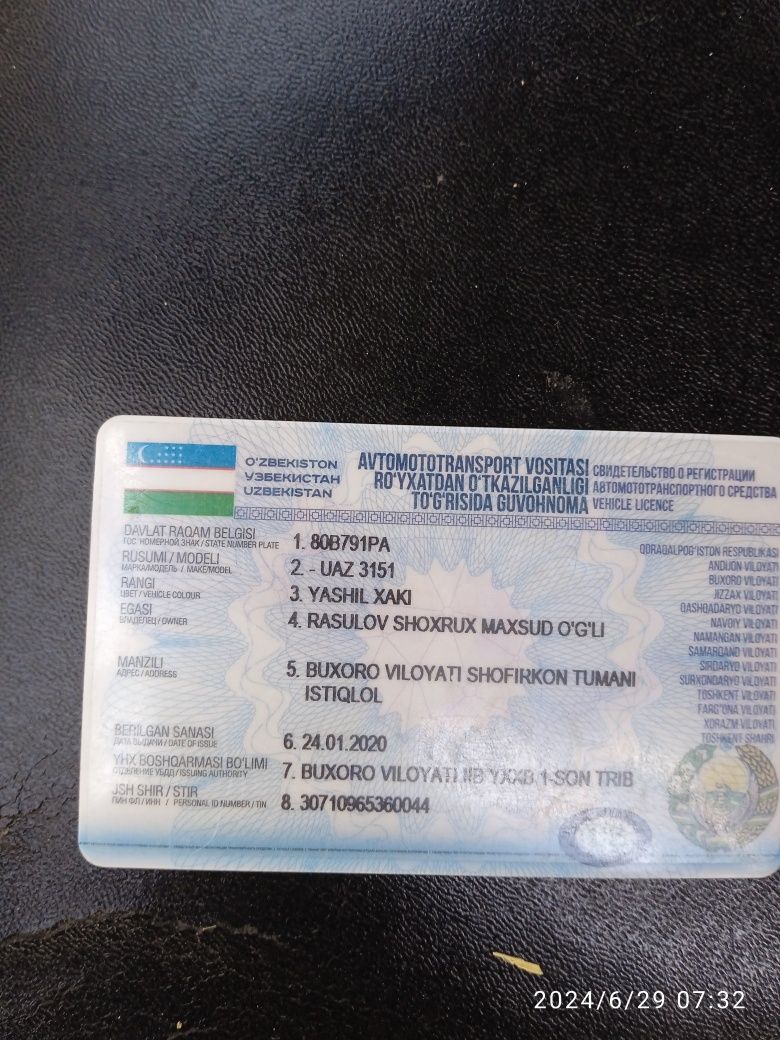 O'ZBEKISTON
УЗБЕКИСТАН
UZBEKISTAN
AVTOMOTOTRANSPORT VOSITASI
RO'YXATDAN O'TKAZILGANLIGI
TO'G'RISIDA GUVOHNOMA
СВИДЕТЕЛЬСТВО О РЕГИСТРАЦИИ
АВТОМОТОТРАНСПОРТНОГО СРЕДСТВА
VEHICLE LICENCE
DAVLAT RAQAM BELGISI
ГОС. НОМЕРНОЙ ЗНАК / STATE NUMBER PLATE
1. 80B791PA
RUSUMI / MODELI
МАРКА/МОДЕЛЬ / MAKE/MODEL
2. - UAZ 3151
RANGI
ЦВЕТ / VEHICLE COLOUR
3. YASHIL XAKI
EGASI
ВЛАДЕЛЕЦ / OWNER
4. RASULOV SHOXRUX MAXSUD O'G'LI
MANZILI
АДРЕС / ADDRESS
5. BUXORO VILOYATI SHOFIRKON TUMANI
ISTIQLOL
BERILGAN SANASI
ДАТА ВЫДАЧИ / DATE OF ISSUE
6. 24.01.2020
YHX BOSHQARMASI BO'LIMI
ОТДЕЛЕНИЕ УБДД / ISSUING AUTHORITY
7. BUXORO VILOYATI IIB YXXB 1-SON TRIB
JSH SHIR / STIR
ПИН ФЛ / ИНН / PERSONAL ID NUMBER / TIN
8. 30710965360044
QORAQALPOG'ISTON RESPUBLIKASI
ANDIJON VILOYATI
BUXORO VILOYATI
JIZZAX VILOYATI
QASHQADARYO VILOYATI
NAVOIY VILOYATI
NAMANGAN VILOYATI
SAMARQAND VILOYATI
SIRDARYO VILOYATI
SURXONDARYO VILOYATI
TOSHKENT VILOYATI
FARG'ONA VILOYATI
XORAZM VILOYATI
TOSHKENT SHAHRI
2024/6/29 07:32